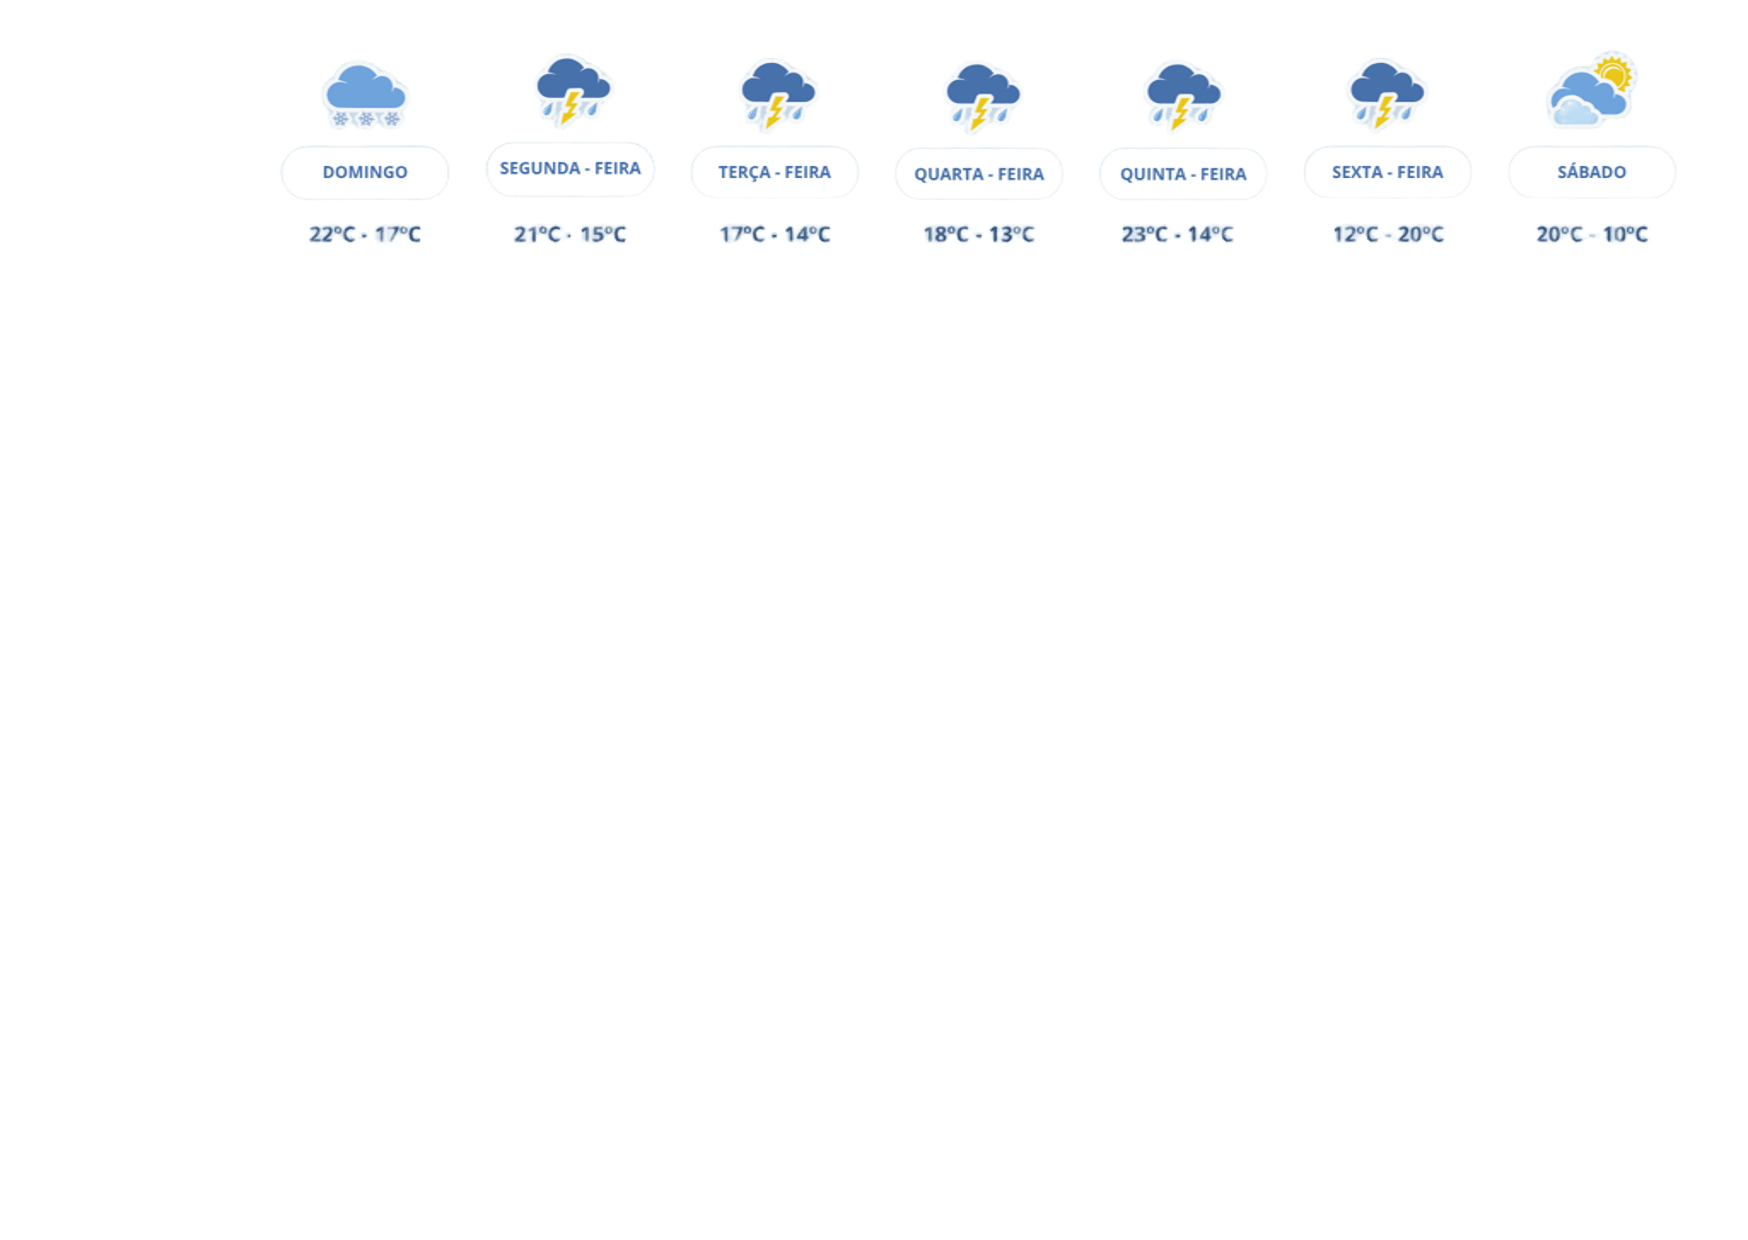 DOMINGO
SEGUNDA - FEIRA
TERÇA - FEIRA
QUARTA - FEIRA
QUINTA - FEIRA
SEXTA - FEIRA
SÁBADO
22ºC - 17ºC
21ºC - 15ºC
17ºC - 14ºC
18ºC - 13ºC
23ºC - 14ºC
12ºC - 20ºC
20ºC - 10ºC